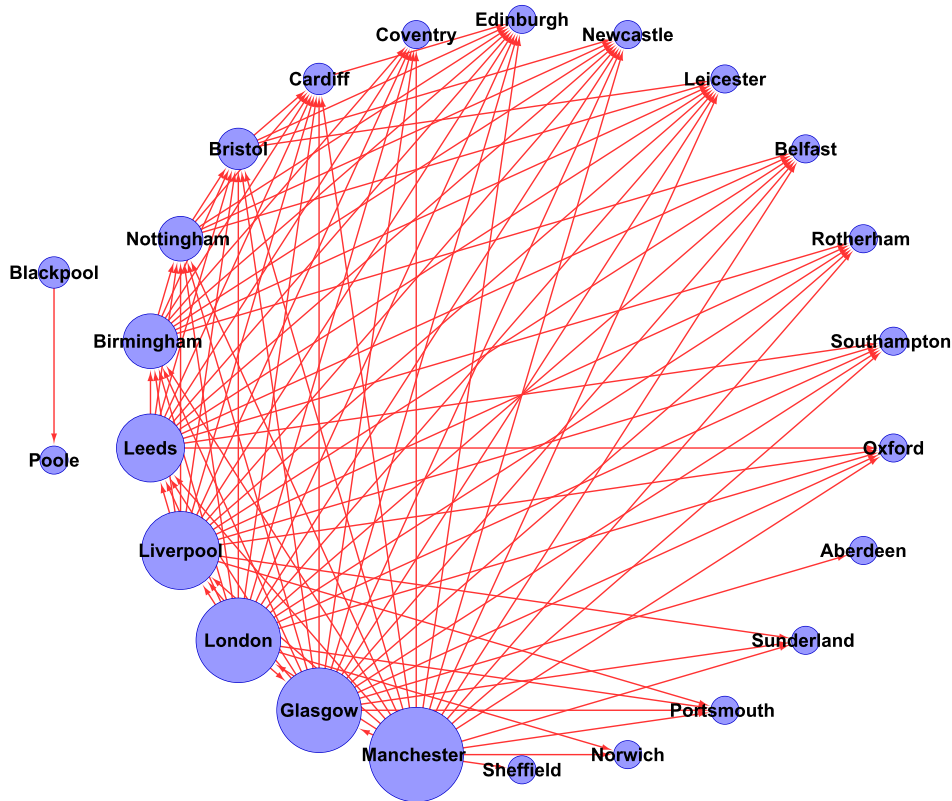 Edinburgh
Coventry
Newcastle
Cardiff
Leicester
Bristol
Belfast
Nottingham
Rotherham
Blackpool
Birmingham
Southampton
Leeds
Oxford
Poole
Liverpool
Aberdeen
London
Sunderland
Glasgow
Portsmouth
Manchester
Norwich
Sheffield